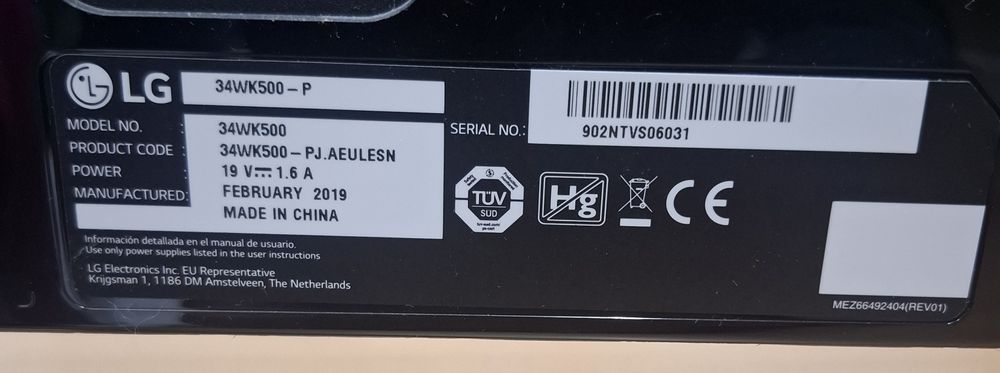 LG 34WK500-P
MODEL NO. : 34WK500
PRODUCT CODE : 34WK500-PJ.AEULESN
POWER : 19 V⎓1.6 A
MANUFACTURED: FEBRUARY 2019
MADE IN CHINA
SERIAL NO.:
902NTVS06031
TÜV
SUD
Hg
CE
Información detallada en el manual de usuario.
Use only power supplies listed in the user instructions
LG Electronics Inc. EU Representative
Krijgsman 1, 1186 DM Amstelveen, The Netherlands
MEZ66492404(REV01)